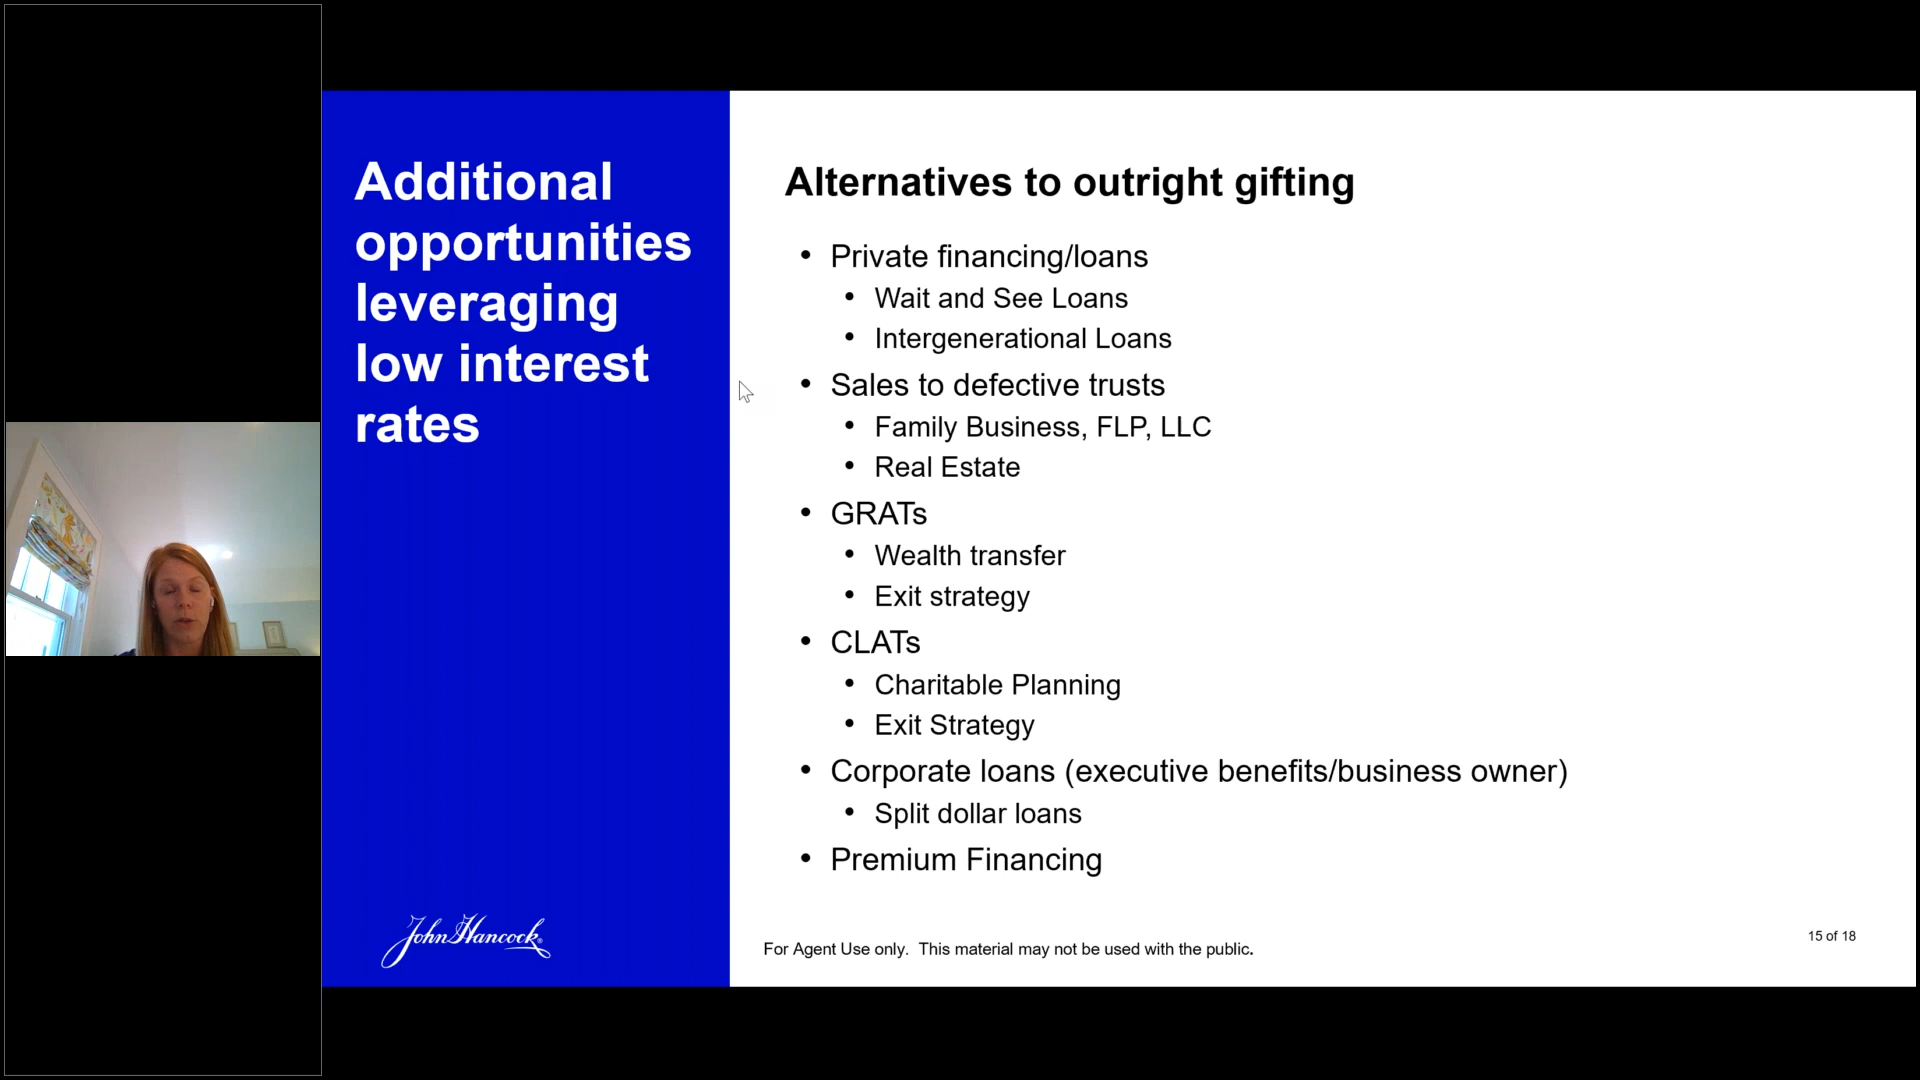 Additional
opportunities
leveraging
low interest
rates
John Hancock®
Alternatives to outright gifting
• Private financing/loans
• Wait and See Loans
• Intergenerational Loans
• Sales to defective trusts
• Family Business, FLP, LLC
• Real Estate
• GRATs
• Wealth transfer
• Exit strategy
• CLATs
• Charitable Planning
• Exit Strategy
• Corporate loans (executive benefits/business owner)
• Split dollar loans
• Premium Financing
For Agent Use only.  This material may not be used with the public.
15 of 18